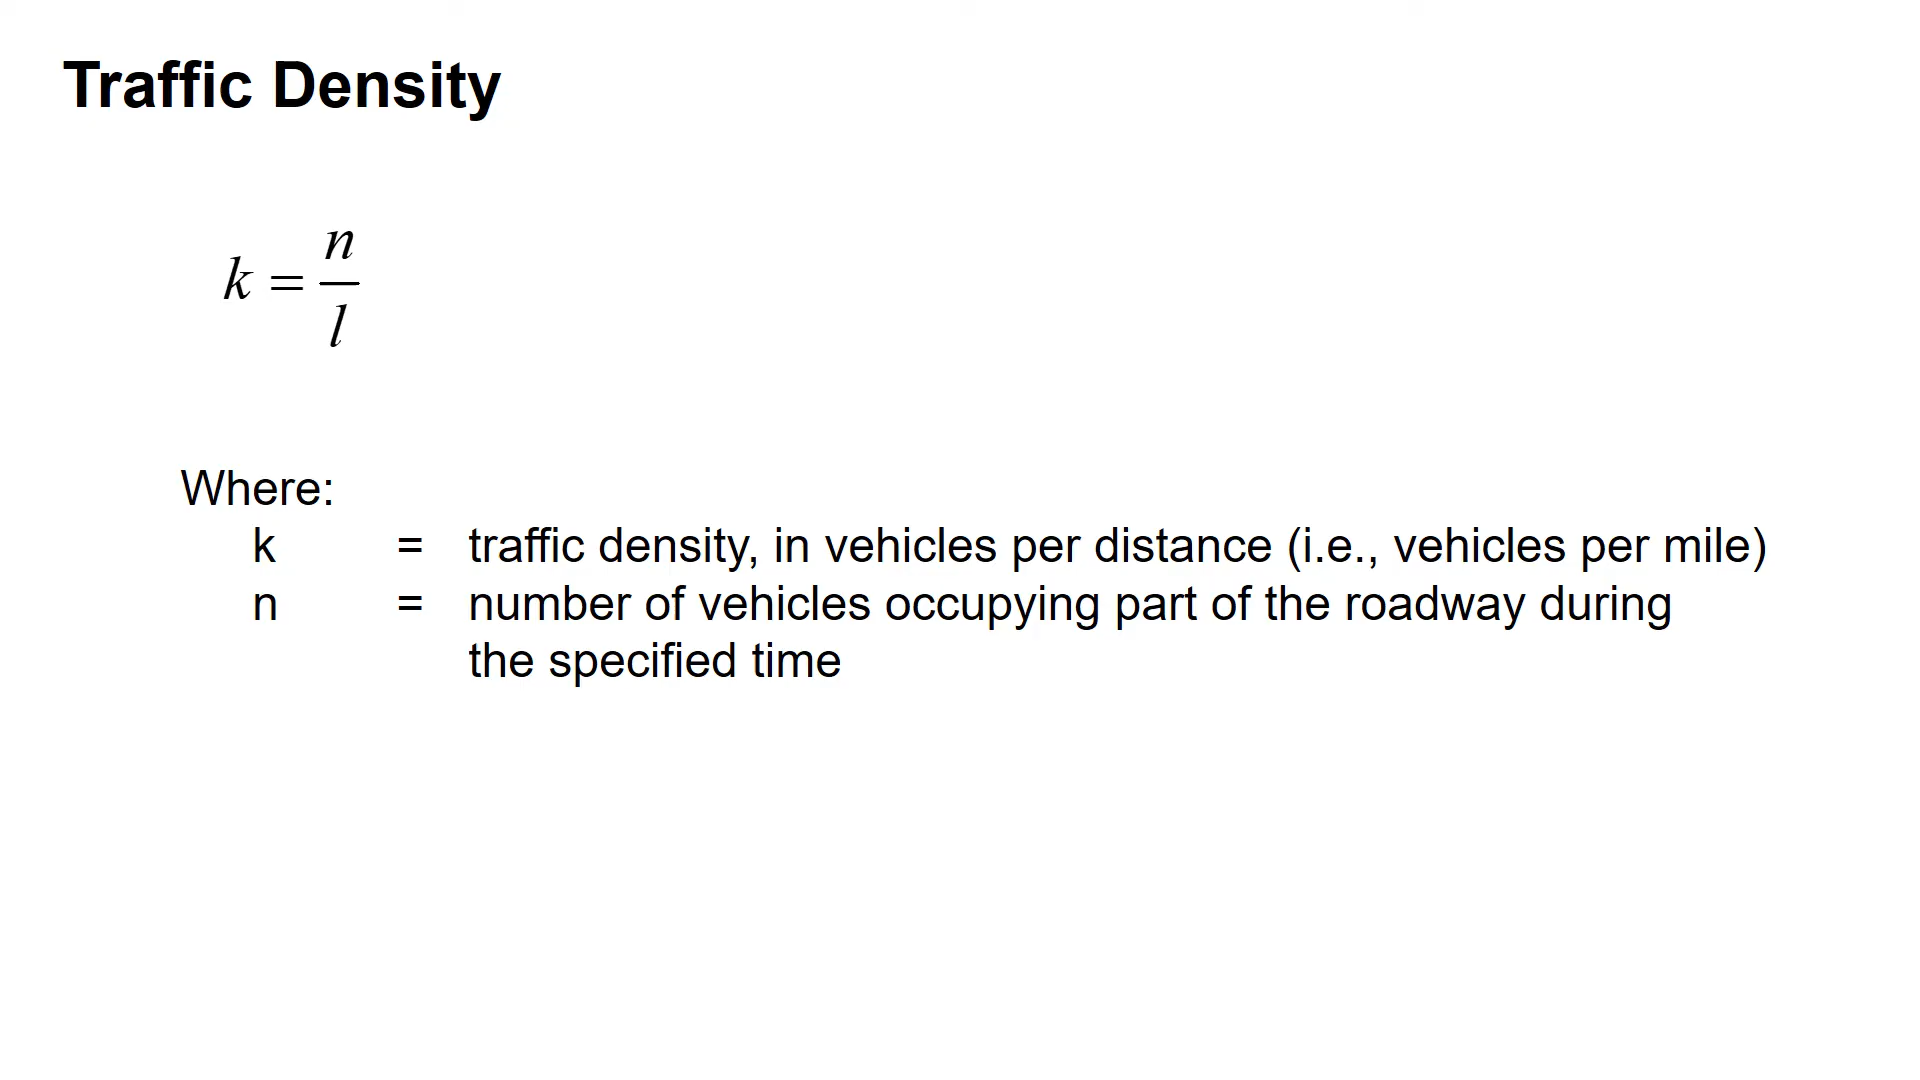 Traffic Density
k = n/l
Where:
k = traffic density, in vehicles per distance (i.e., vehicles per mile)
n = number of vehicles occupying part of the roadway during
the specified time